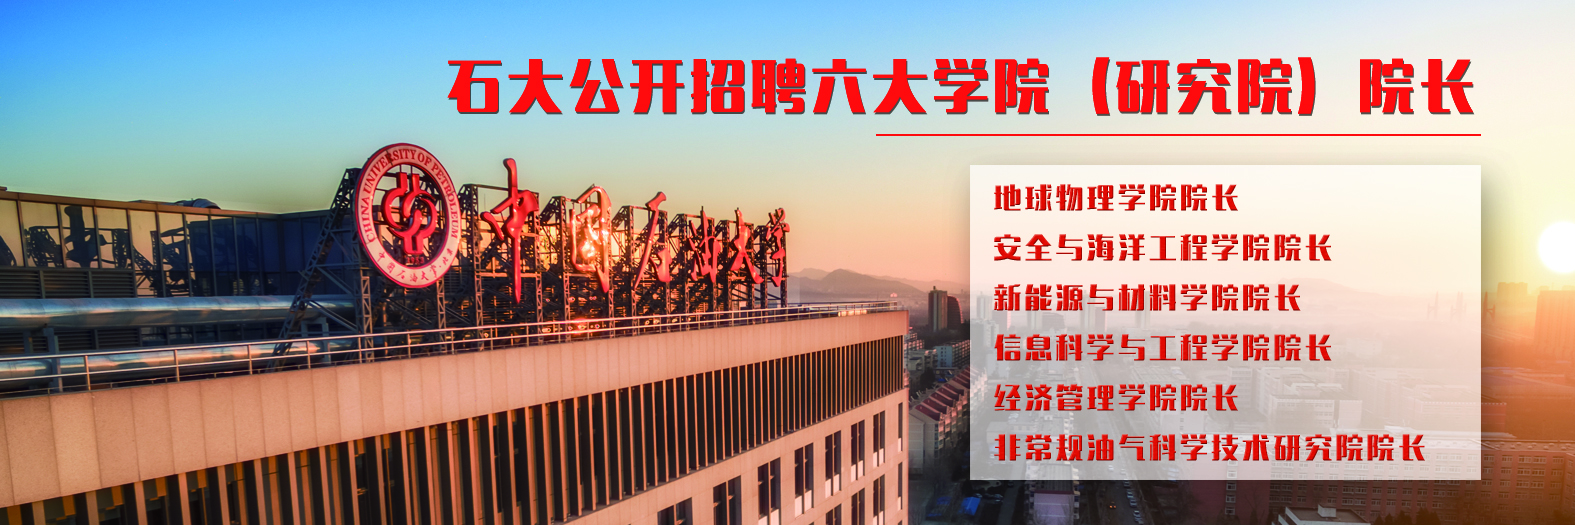 石大公开招聘六大学院（研究院）院长
CHINA UNIVERSITY OF PETROLEUM
中国石油大学
地球物理学院院长
安全与海洋工程学院院长
新能源与材料学院院长
信息科学与工程学院院长
经济管理学院院长
非常规油气科学技术研究院院长